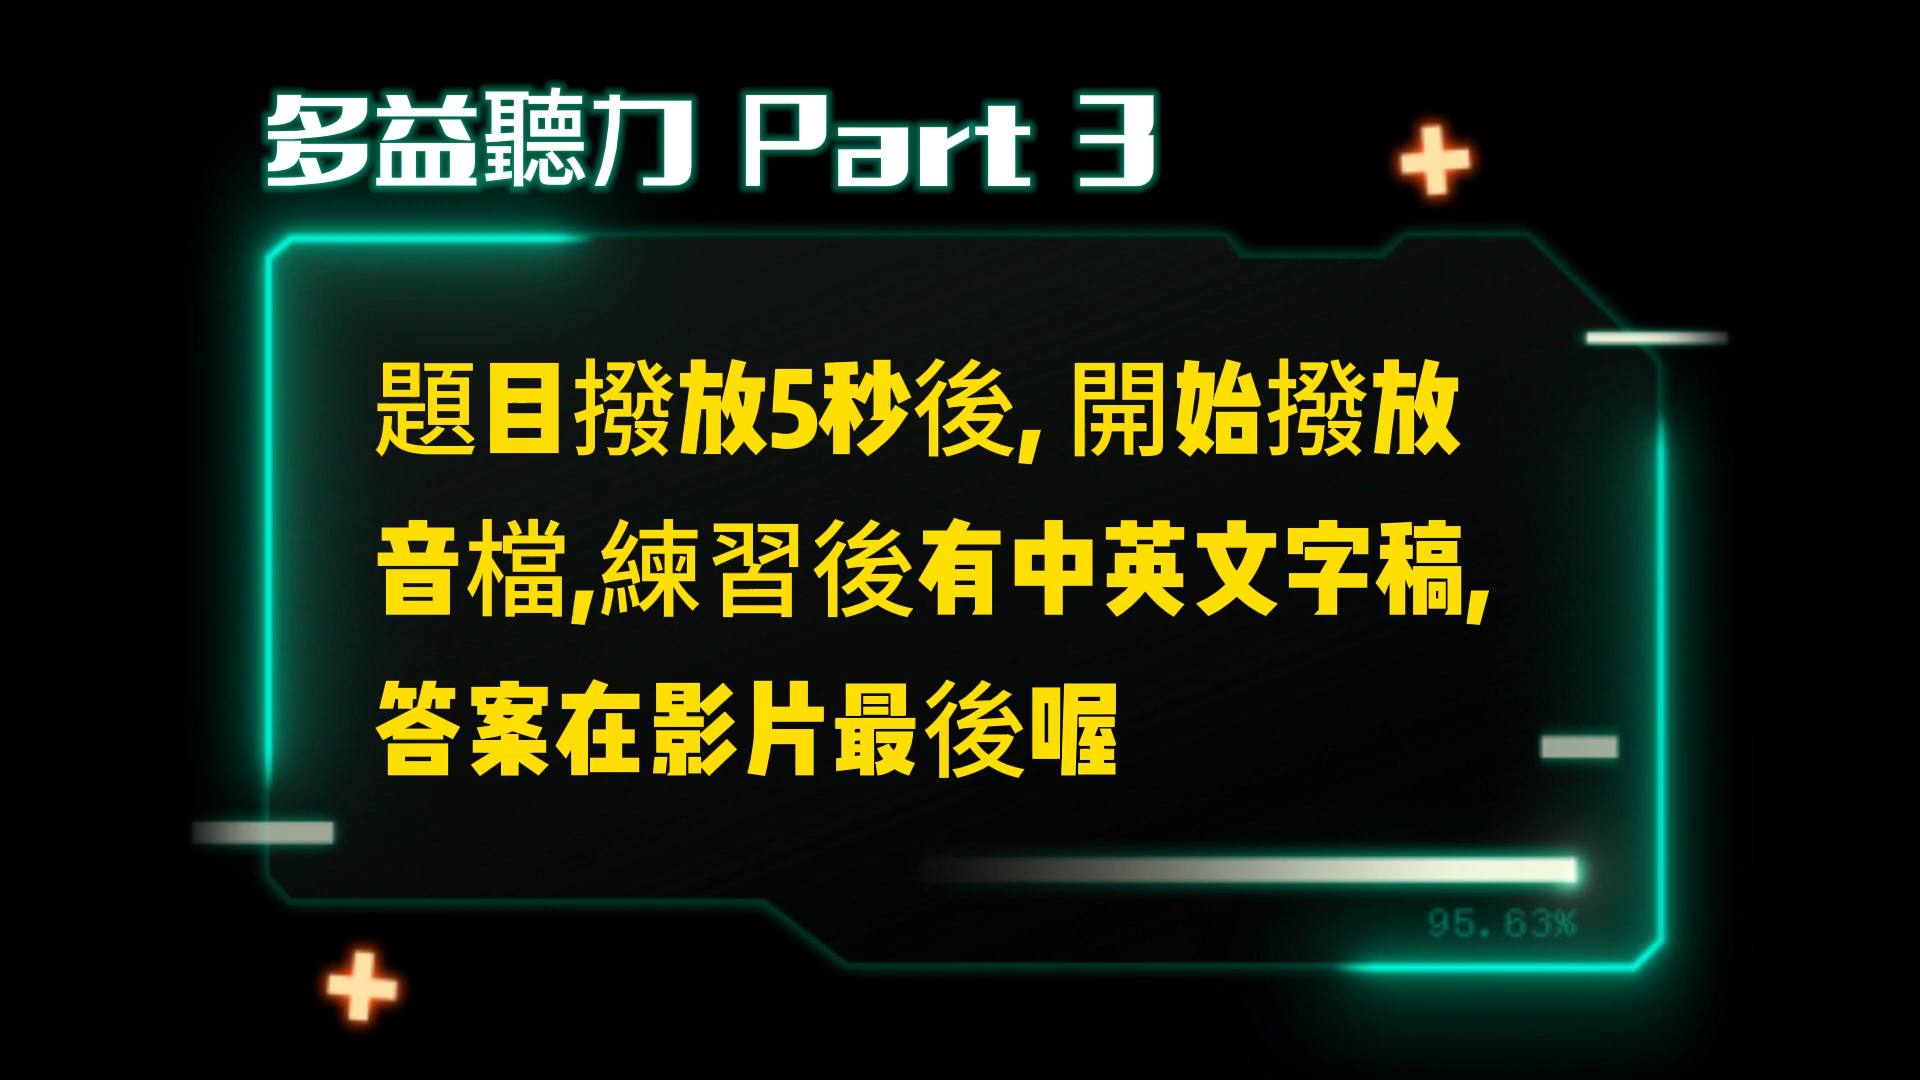 多益聽力 Part 3
題目撥放5秒後, 開始撥放
音檔,練習後有中英文字稿,
答案在影片最後喔
95.63%